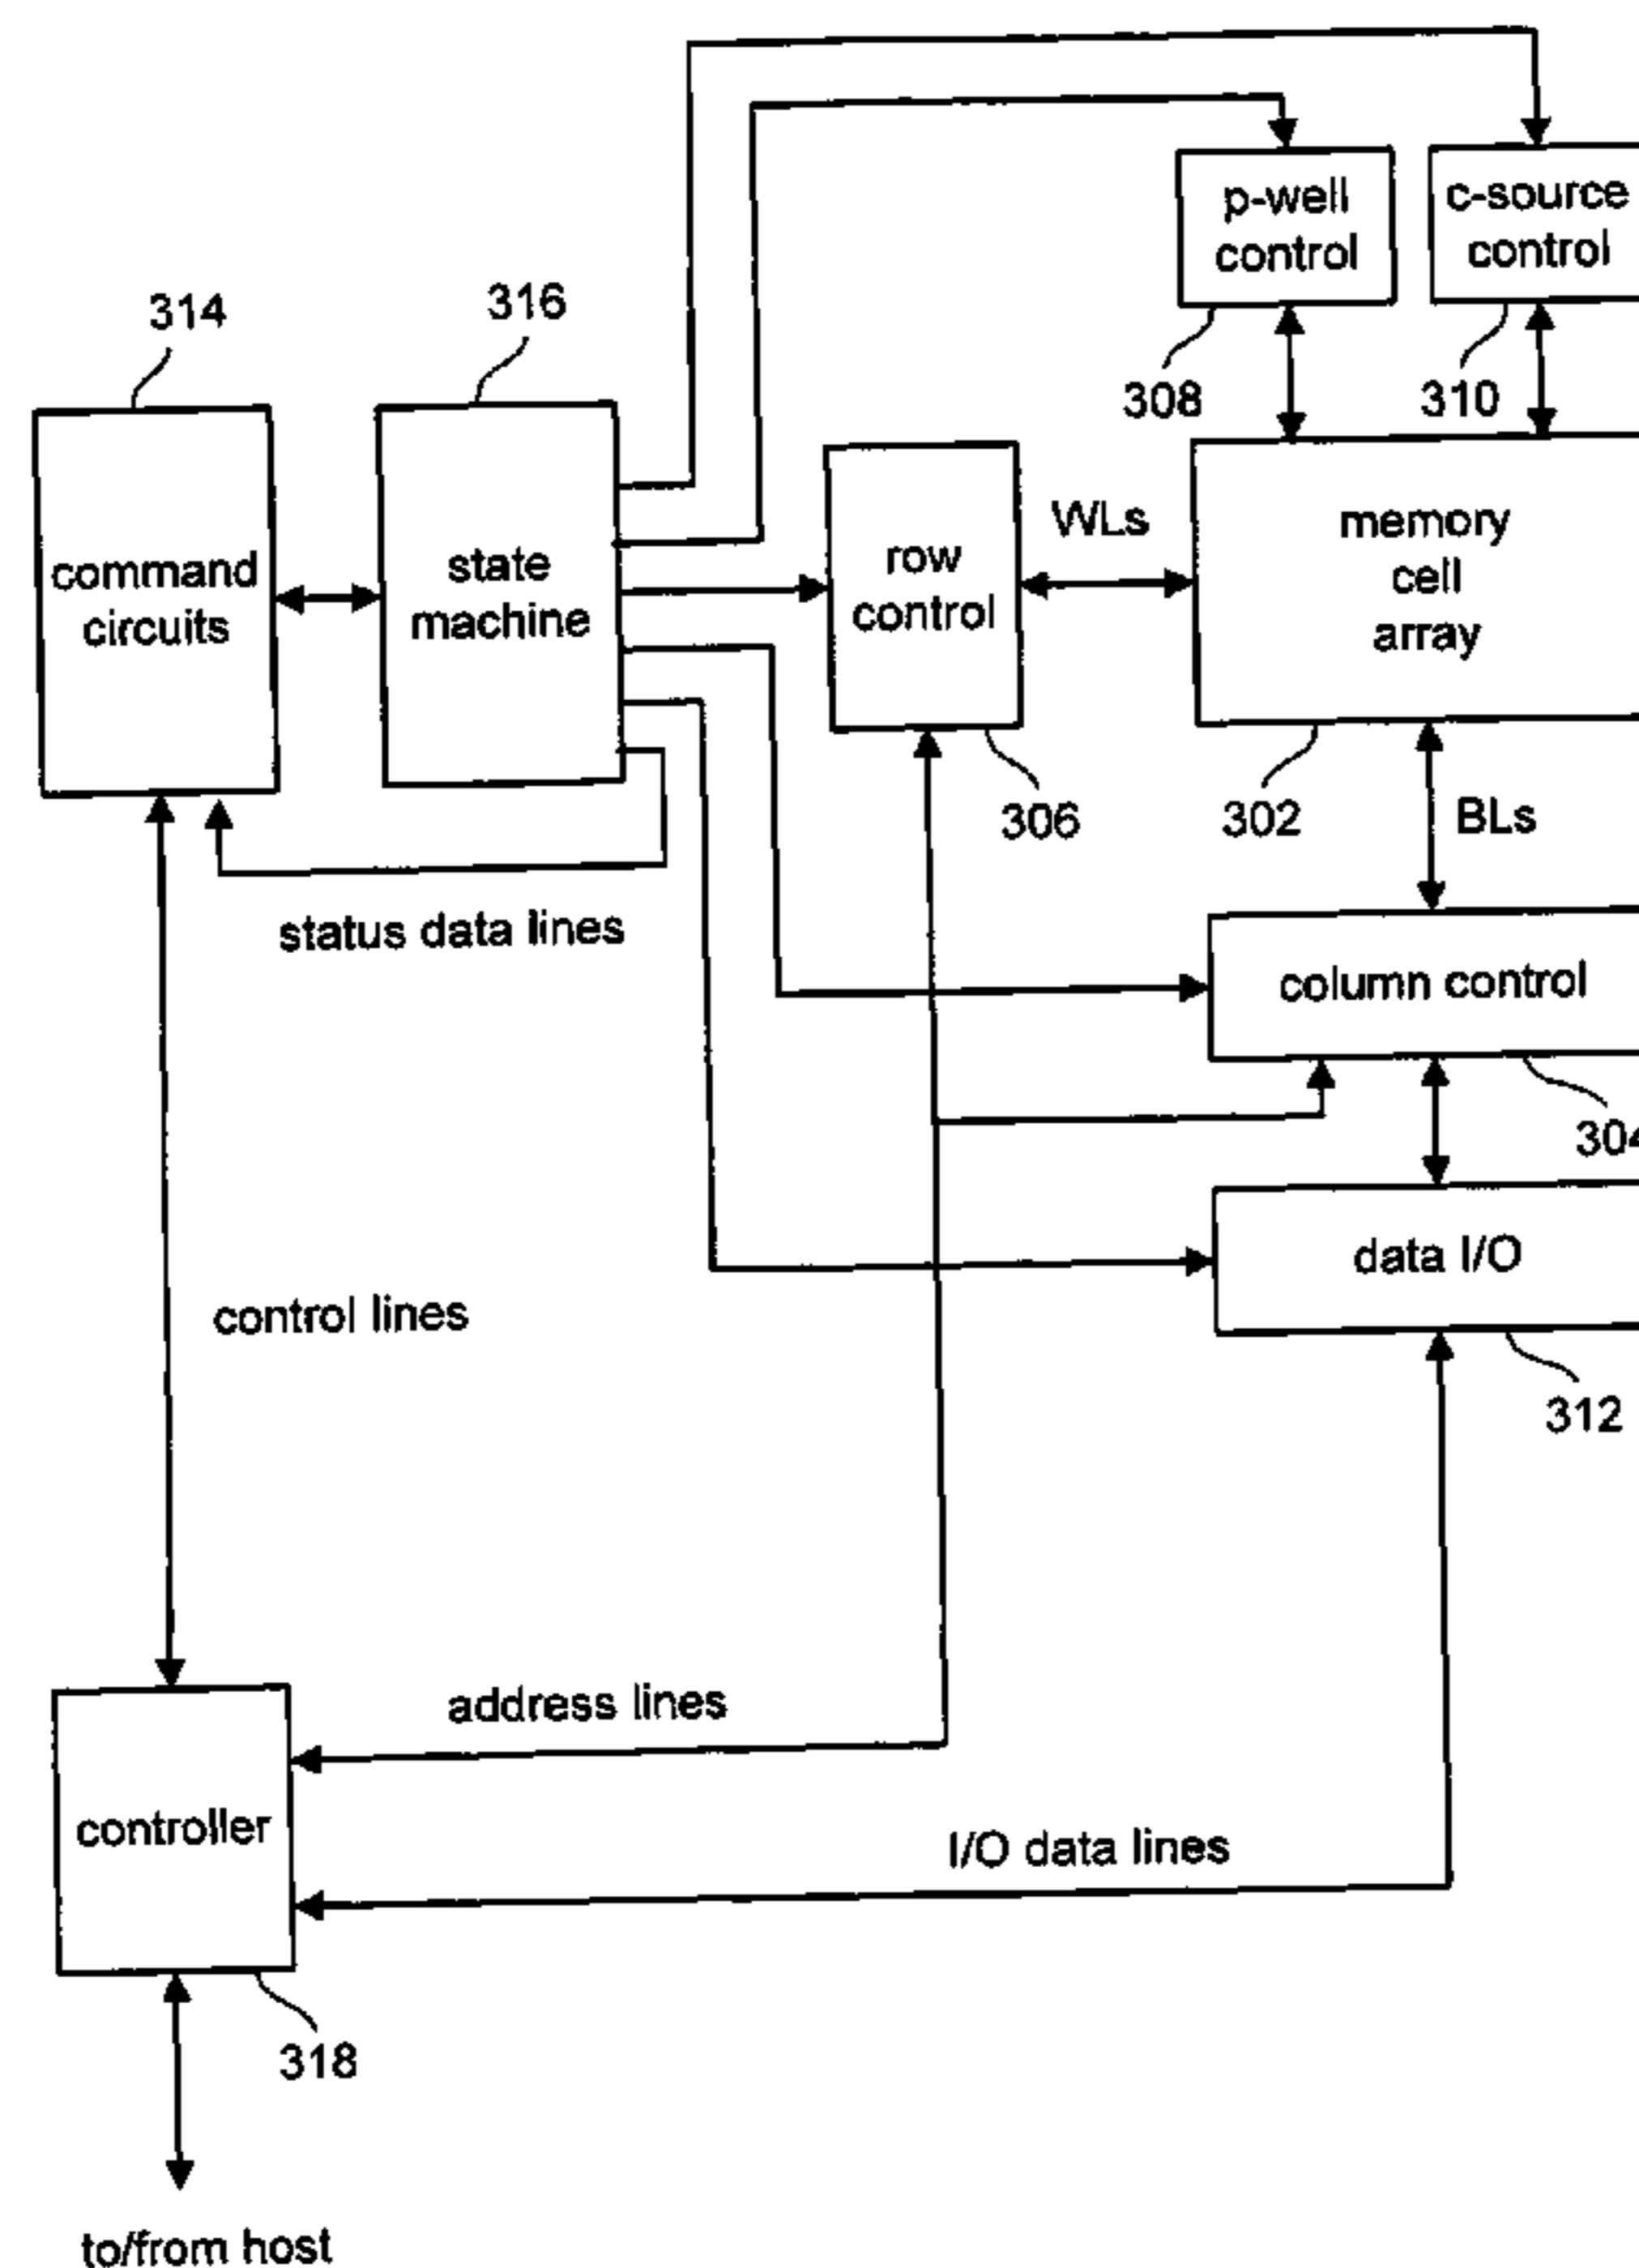 p-well
control
c-source
control
314
316
308
310
command
circuits
state
machine
row
control
WLs
memory
cell
array
306
302
BLs
status data lines
column control
304
data I/O
control lines
312
address lines
controller
I/O data lines
318
to/from host